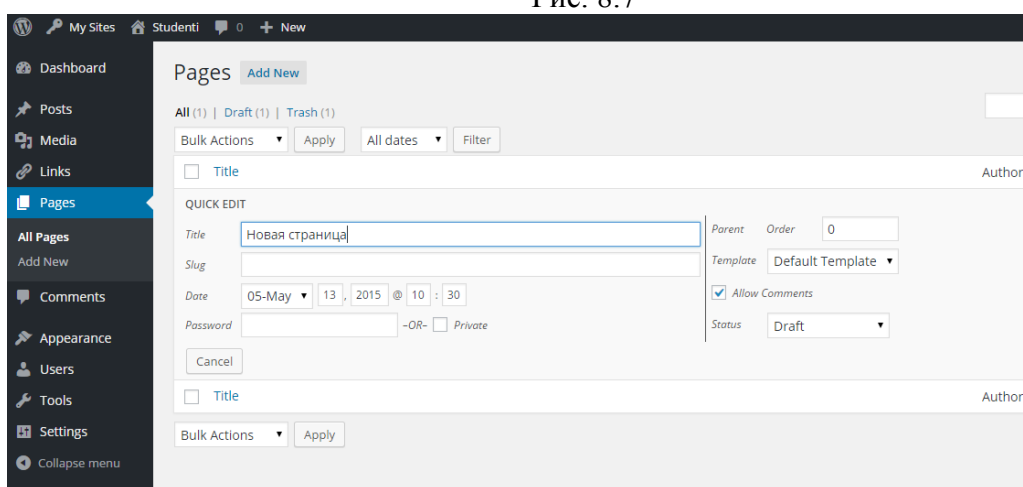 Рис. 8.7
My Sites Studenti 0 + New
Dashboard
Posts
Media
Links
Pages
All Pages
Add New
Comments
Appearance
Users
Tools
Settings
Collapse menu
Pages Add New
All (1) | Draft (1) | Trash (1)
Bulk Actions Apply All dates Filter
Title Author
QUICK EDIT
Title Новая страница
Slug
Date 05-May 13 , 2015 @ 10 : 30
Password –OR– Private
Cancel
Parent Order 0
Template Default Template
Allow Comments
Status Draft
Title Author
Bulk Actions Apply